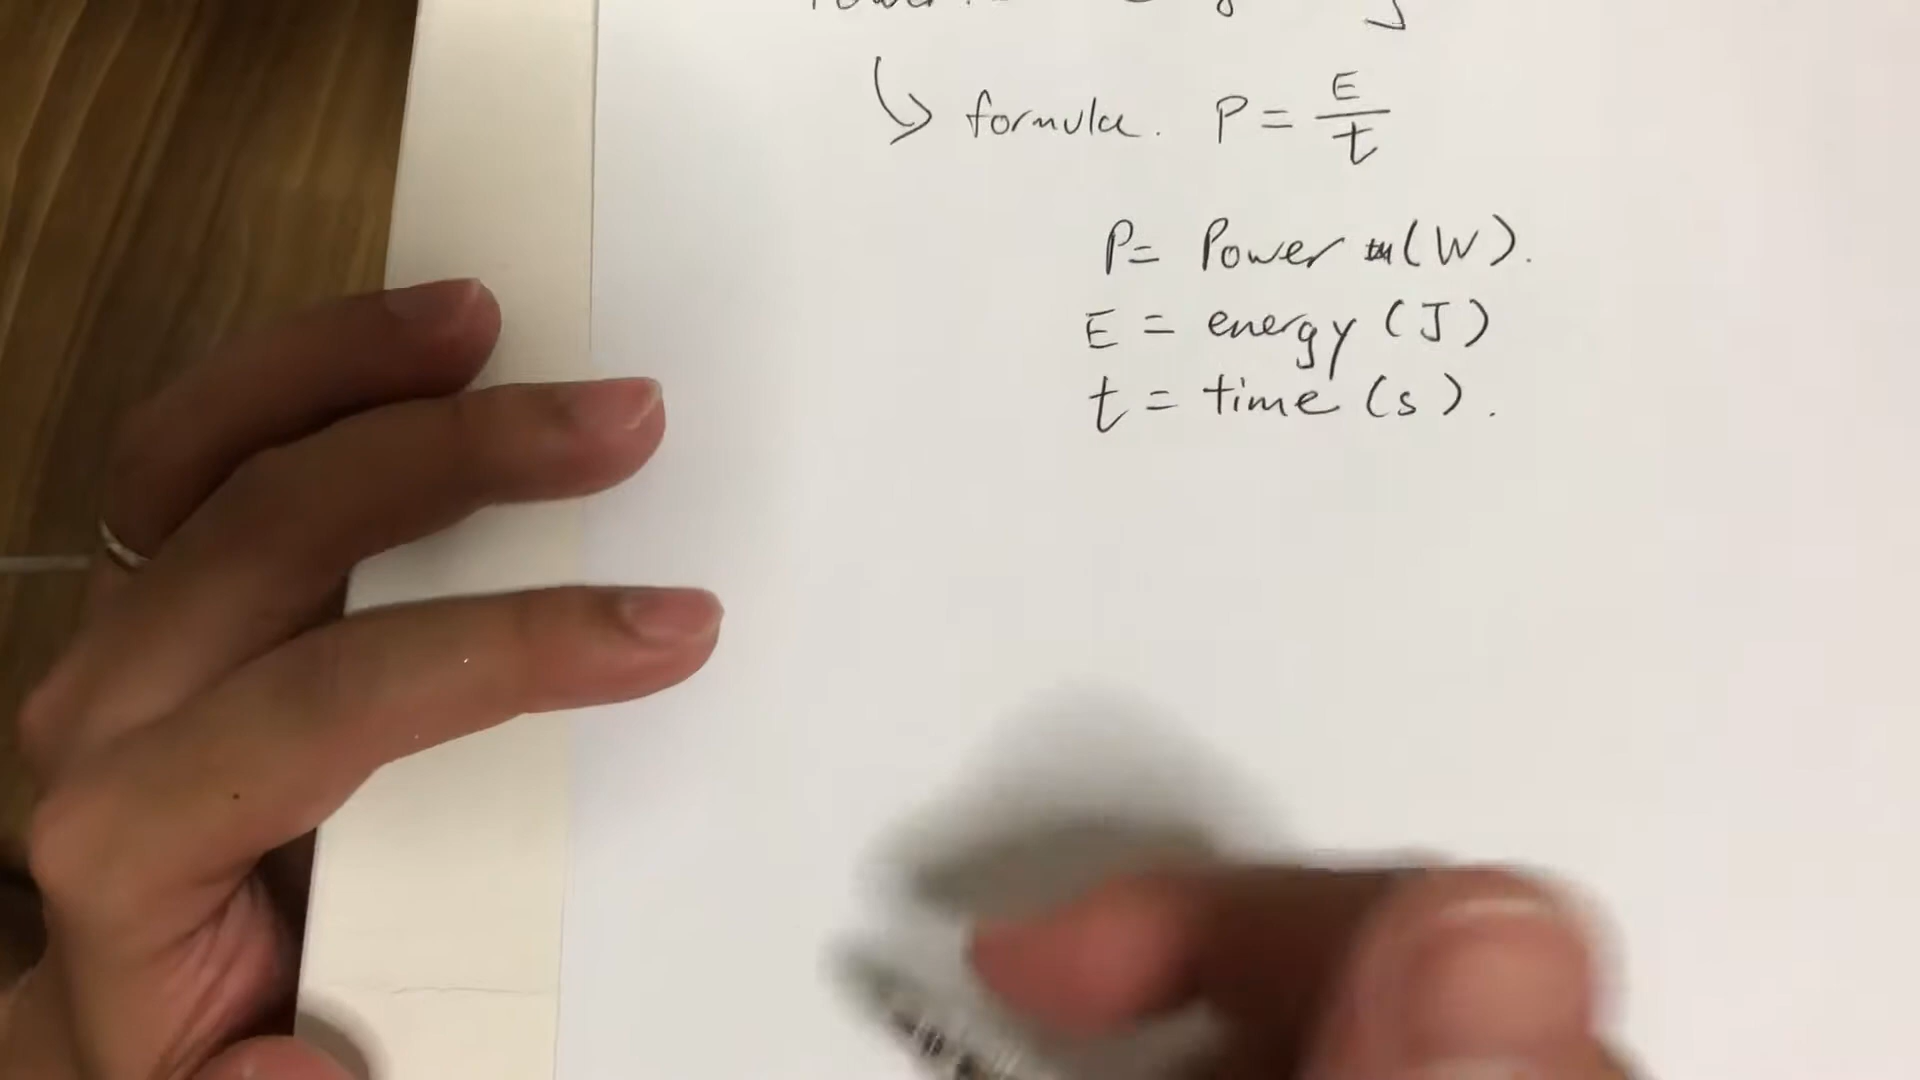 formula. P = E/t
P = Power (W).
E = energy (J)
t = time (s).